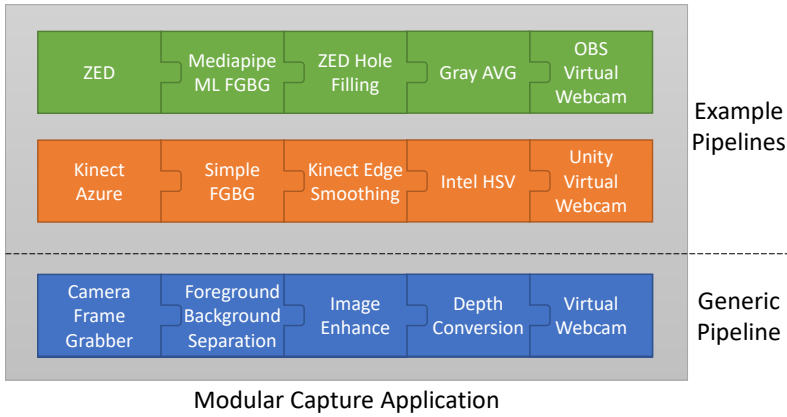 ZED
Mediapipe
ML FGBG
ZED Hole
Filling
Gray AVG
OBS
Virtual
Webcam
Example
Pipelines
Kinect
Azure
Simple
FGBG
Kinect Edge
Smoothing
Intel HSV
Unity
Virtual
Webcam
Camera
Frame
Grabber
Foreground
Background
Separation
Image
Enhance
Depth
Conversion
Virtual
Webcam
Generic
Pipeline
Modular Capture Application